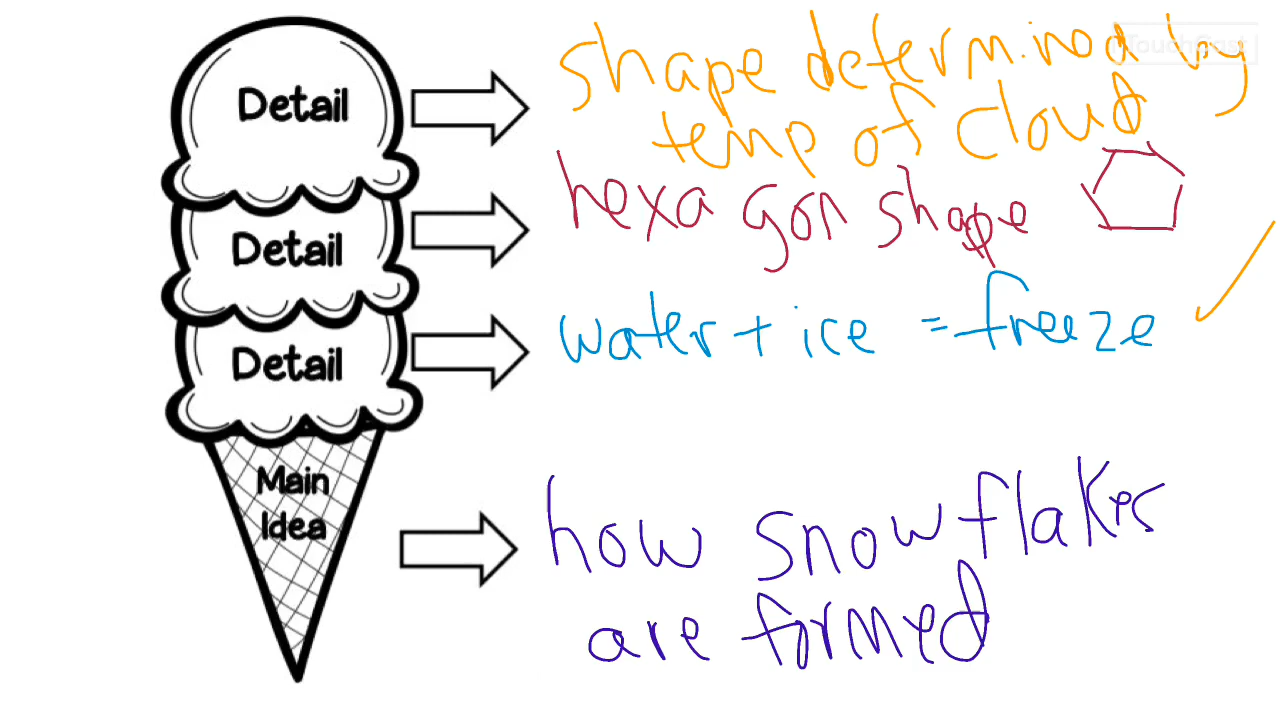 TouchCast
Detail
shape determined by
temp of cloud
Detail
hexa gon shape
Detail
water + ice = freeze
Main
Idea
how snowflakes
are formed